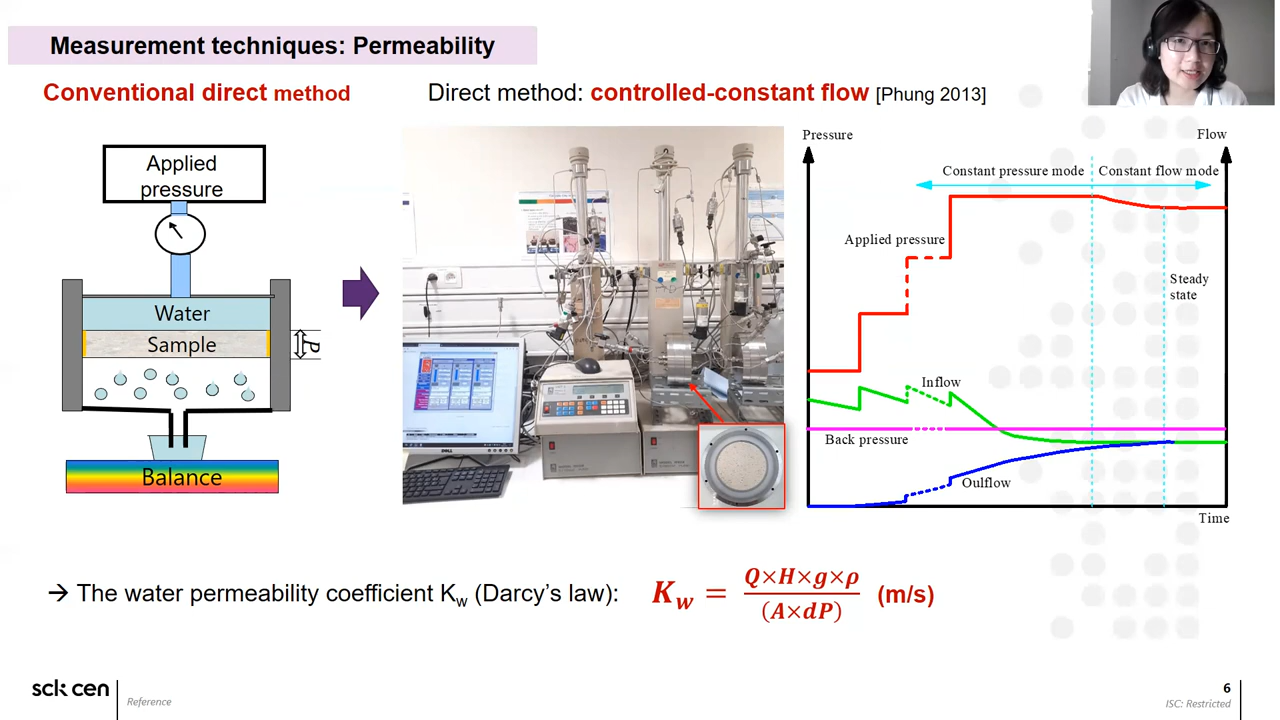 Measurement techniques: Permeability
Conventional direct method
Direct method: controlled-constant flow [Phung 2013]
Applied
pressure
Water
Sample
d
Balance
DELL
Pressure
Flow
Constant pressure mode
Constant flow mode
Applied pressure
Steady
state
Inflow
Back pressure
Oulflow
Time
→ The water permeability coefficient Kw (Darcy's law):
Kw = Q×H×g×ρ / (A×dP) (m/s)
sck cen
Reference
6
ISC: Restricted